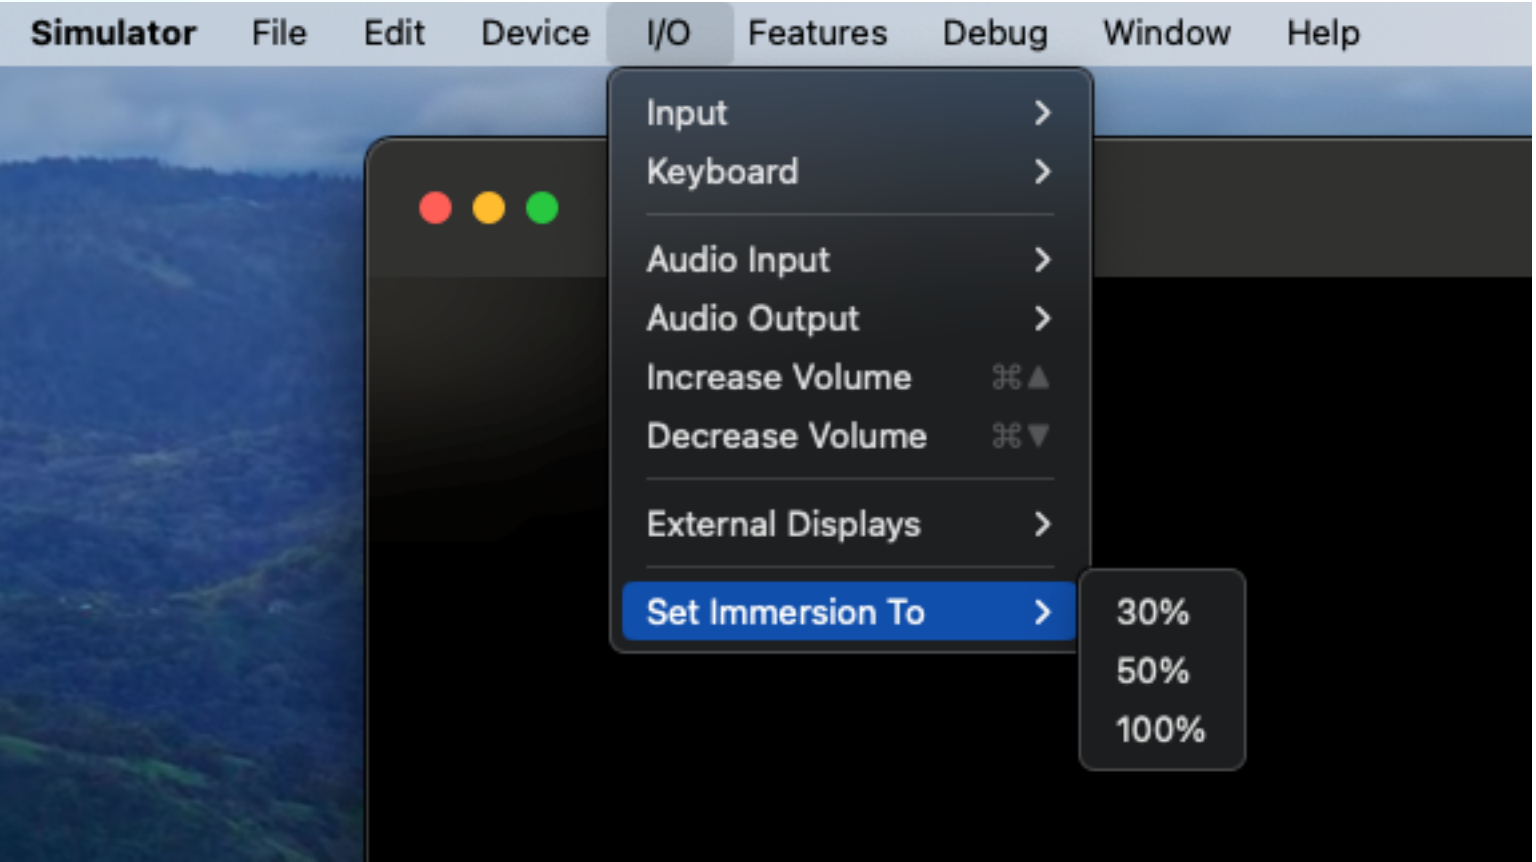 Simulator File Edit Device I/O Features Debug Window Help
Input
Keyboard
Audio Input
Audio Output
Increase Volume ⌘▲
Decrease Volume ⌘▼
External Displays
Set Immersion To
30%
50%
100%